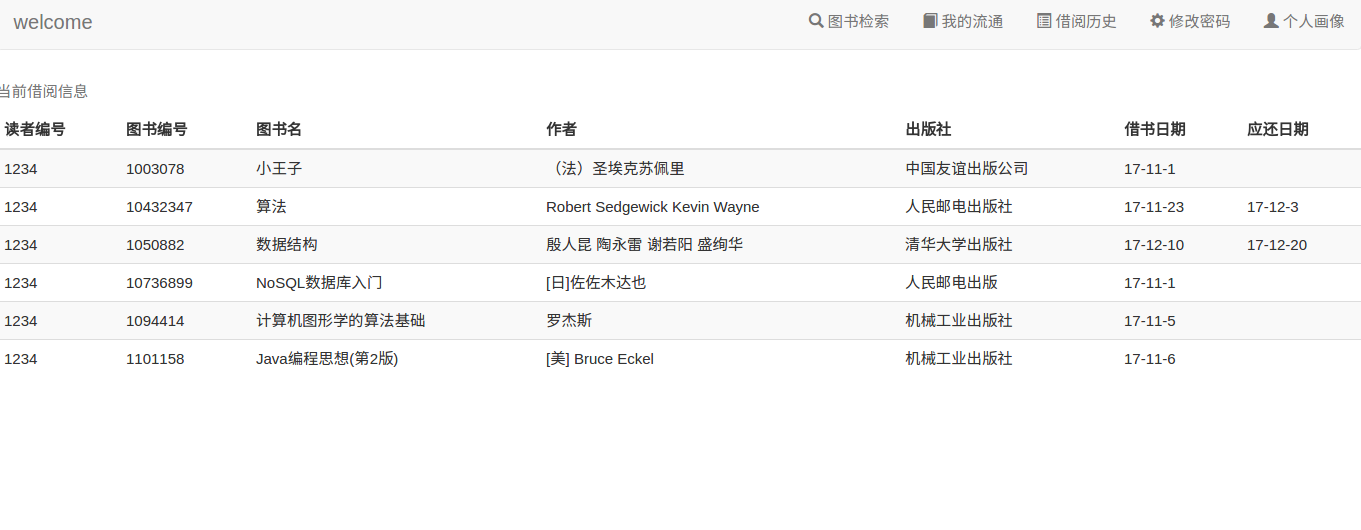 welcome 图书检索 我的流通 借阅历史 修改密码 个人画像
当前借阅信息
读者编号 图书编号 图书名 作者 出版社 借书日期 应还日期
1234 1003078 小王子 （法）圣埃克苏佩里 中国友谊出版公司 17-11-1
1234 10432347 算法 Robert Sedgewick Kevin Wayne 人民邮电出版社 17-11-23 17-12-3
1234 1050882 数据结构 殷人昆 陶永雷 谢若阳 盛绚华 清华大学出版社 17-12-10 17-12-20
1234 10736899 NoSQL数据库入门 [日]佐佐木达也 人民邮电出版 17-11-1
1234 1094414 计算机图形学的算法基础 罗杰斯 机械工业出版社 17-11-5
1234 1101158 Java编程思想(第2版) [美] Bruce Eckel 机械工业出版社 17-11-6